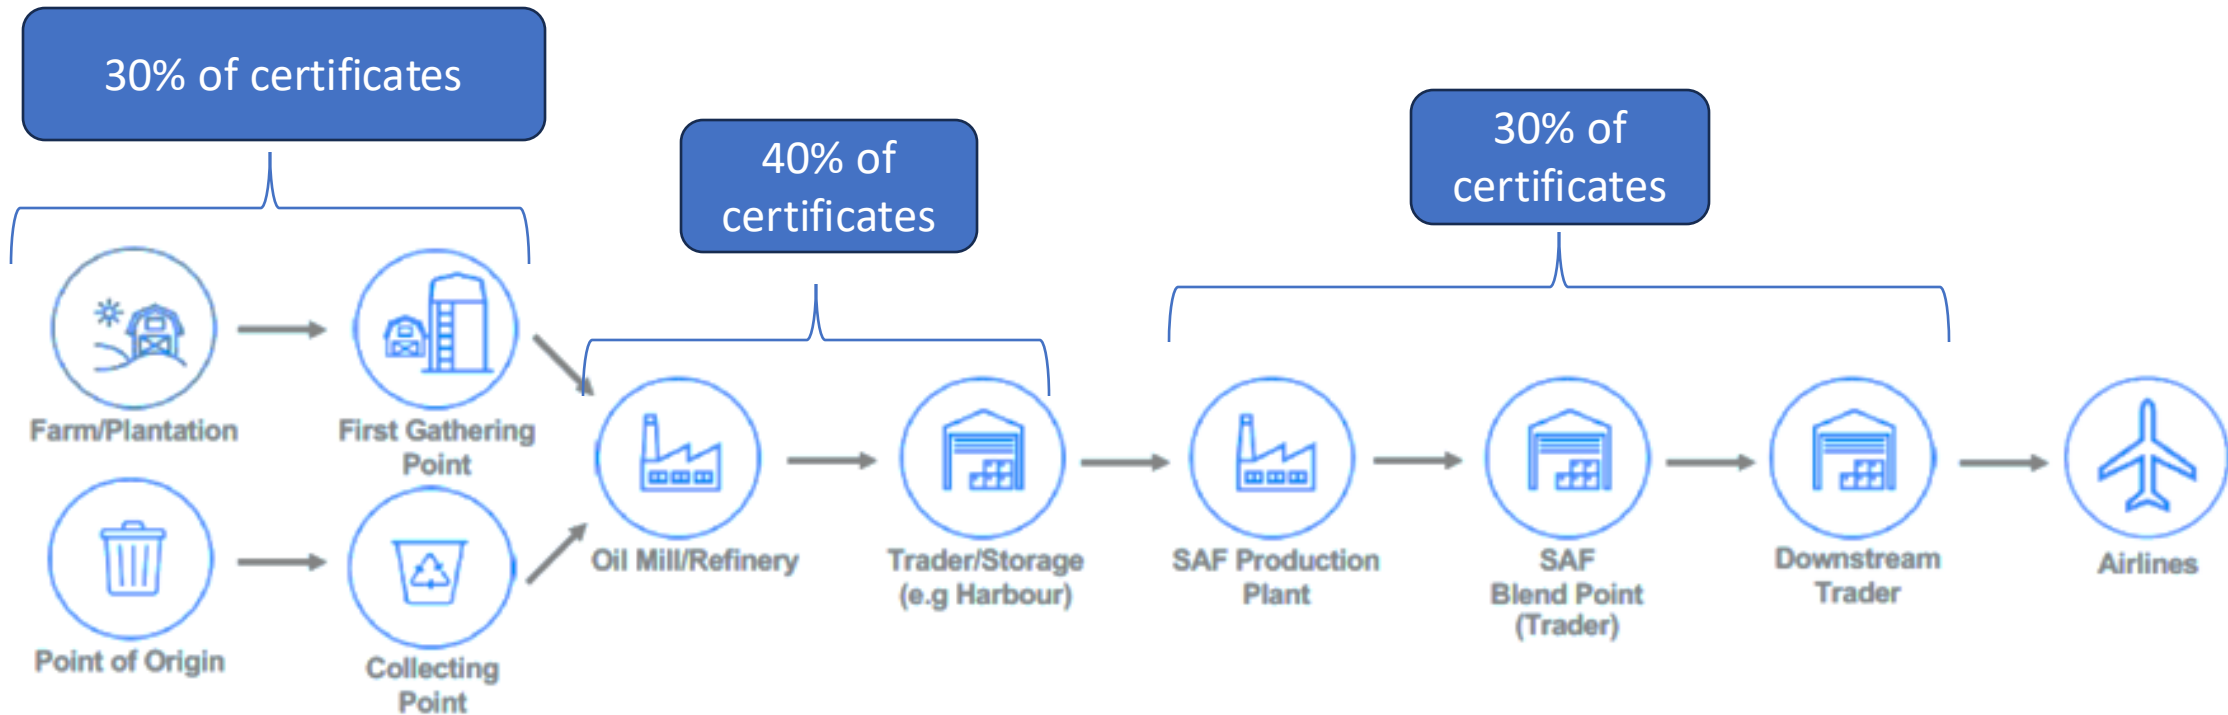 30% of certificates
40% of
certificates
30% of
certificates
Farm/Plantation
First Gathering
Point
Point of Origin
Collecting
Point
Oil Mill/Refinery
Trader/Storage
(e.g Harbour)
SAF Production
Plant
SAF
Blend Point
(Trader)
Downstream
Trader
Airlines